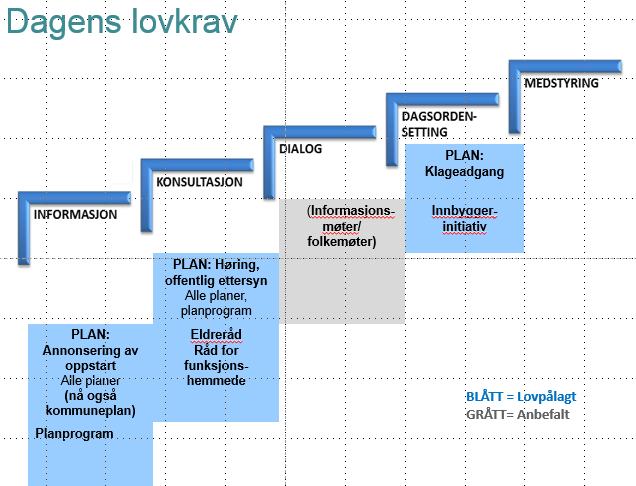 Dagens lovkrav
INFORMASJON
PLAN:
Annonsering av
oppstart
Alle planer
(nå også
kommuneplan)
Planprogram
KONSULTASJON
PLAN: Høring,
offentlig ettersyn
Alle planer,
planprogram
Eldreråd
Råd for
funksjons-
hemmede
DIALOG
(Informasjons-
møter/
folkemøter)
DAGSORDEN-
SETTING
PLAN:
Klageadgang
Innbygger-
initiativ
MEDSTYRING
BLÅTT = Lovpålagt
GRÅTT= Anbefalt